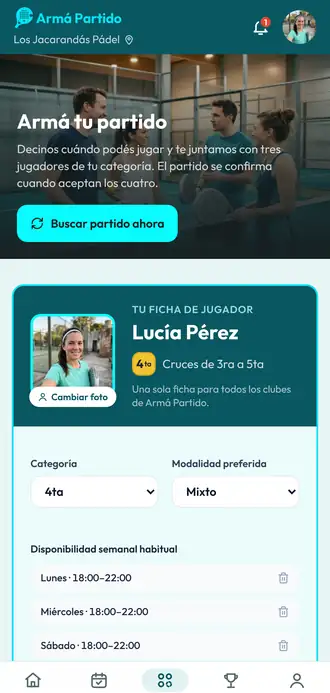 Armá Partido
Los Jacarandás Pádel
1
Armá tu partido
Decinos cuándo podés jugar y te juntamos con tres
jugadores de tu categoría. El partido se confirma
cuando aceptan los cuatro.
Buscar partido ahora
TU FICHA DE JUGADOR
Lucía Pérez
4ta
Cruces de 3ra a 5ta
Una sola ficha para todos los clubes
de Armá Partido.
Cambiar foto
Categoría
Modalidad preferida
4ta
Mixto
Disponibilidad semanal habitual
Lunes · 18:00–22:00
Miércoles · 18:00–22:00
Sábado · 18:00–22:00